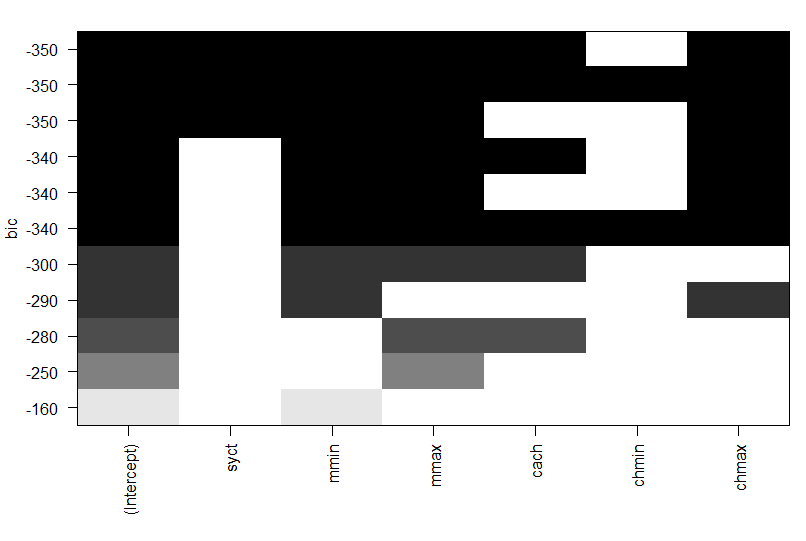 bic
-350
-350
-350
-340
-340
-340
-300
-290
-280
-250
-160
(Intercept)
syct
mmin
mmax
cach
chmin
chmax